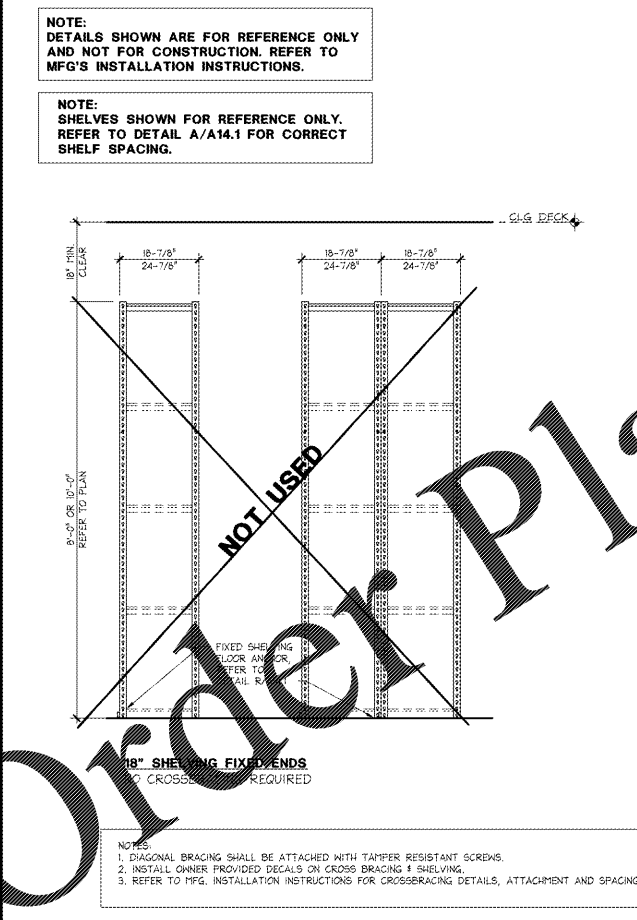 NOTE:
DETAILS SHOWN ARE FOR REFERENCE ONLY
AND NOT FOR CONSTRUCTION. REFER TO
MFG'S INSTALLATION INSTRUCTIONS.
NOTE:
SHELVES SHOWN FOR REFERENCE ONLY.
REFER TO DETAIL A/A14.1 FOR CORRECT
SHELF SPACING.
CLG DECK
18" MIN.
CLEAR
18-7/8"
24-7/8"
18-7/8"
24-7/8"
18-7/8"
24-7/8"
8'-0" OR 10'-0"
REFER TO PLAN
NOT USED
FIXED SHELVING
FLOOR ANCHOR,
REFER TO
DETAIL
18" SHELVING FIXED ENDS
NO REQUIRED
Order Pla
NOTES:
1. DIAGONAL BRACING SHALL BE ATTACHED WITH TAMPER RESISTANT SCREWS.
2. INSTALL OWNER PROVIDED DECALS ON CROSS BRACING & SHELVING.
3. REFER TO MFG. INSTALLATION INSTRUCTIONS FOR CROSSBRACING DETAILS, ATTACHMENT AND SPACING